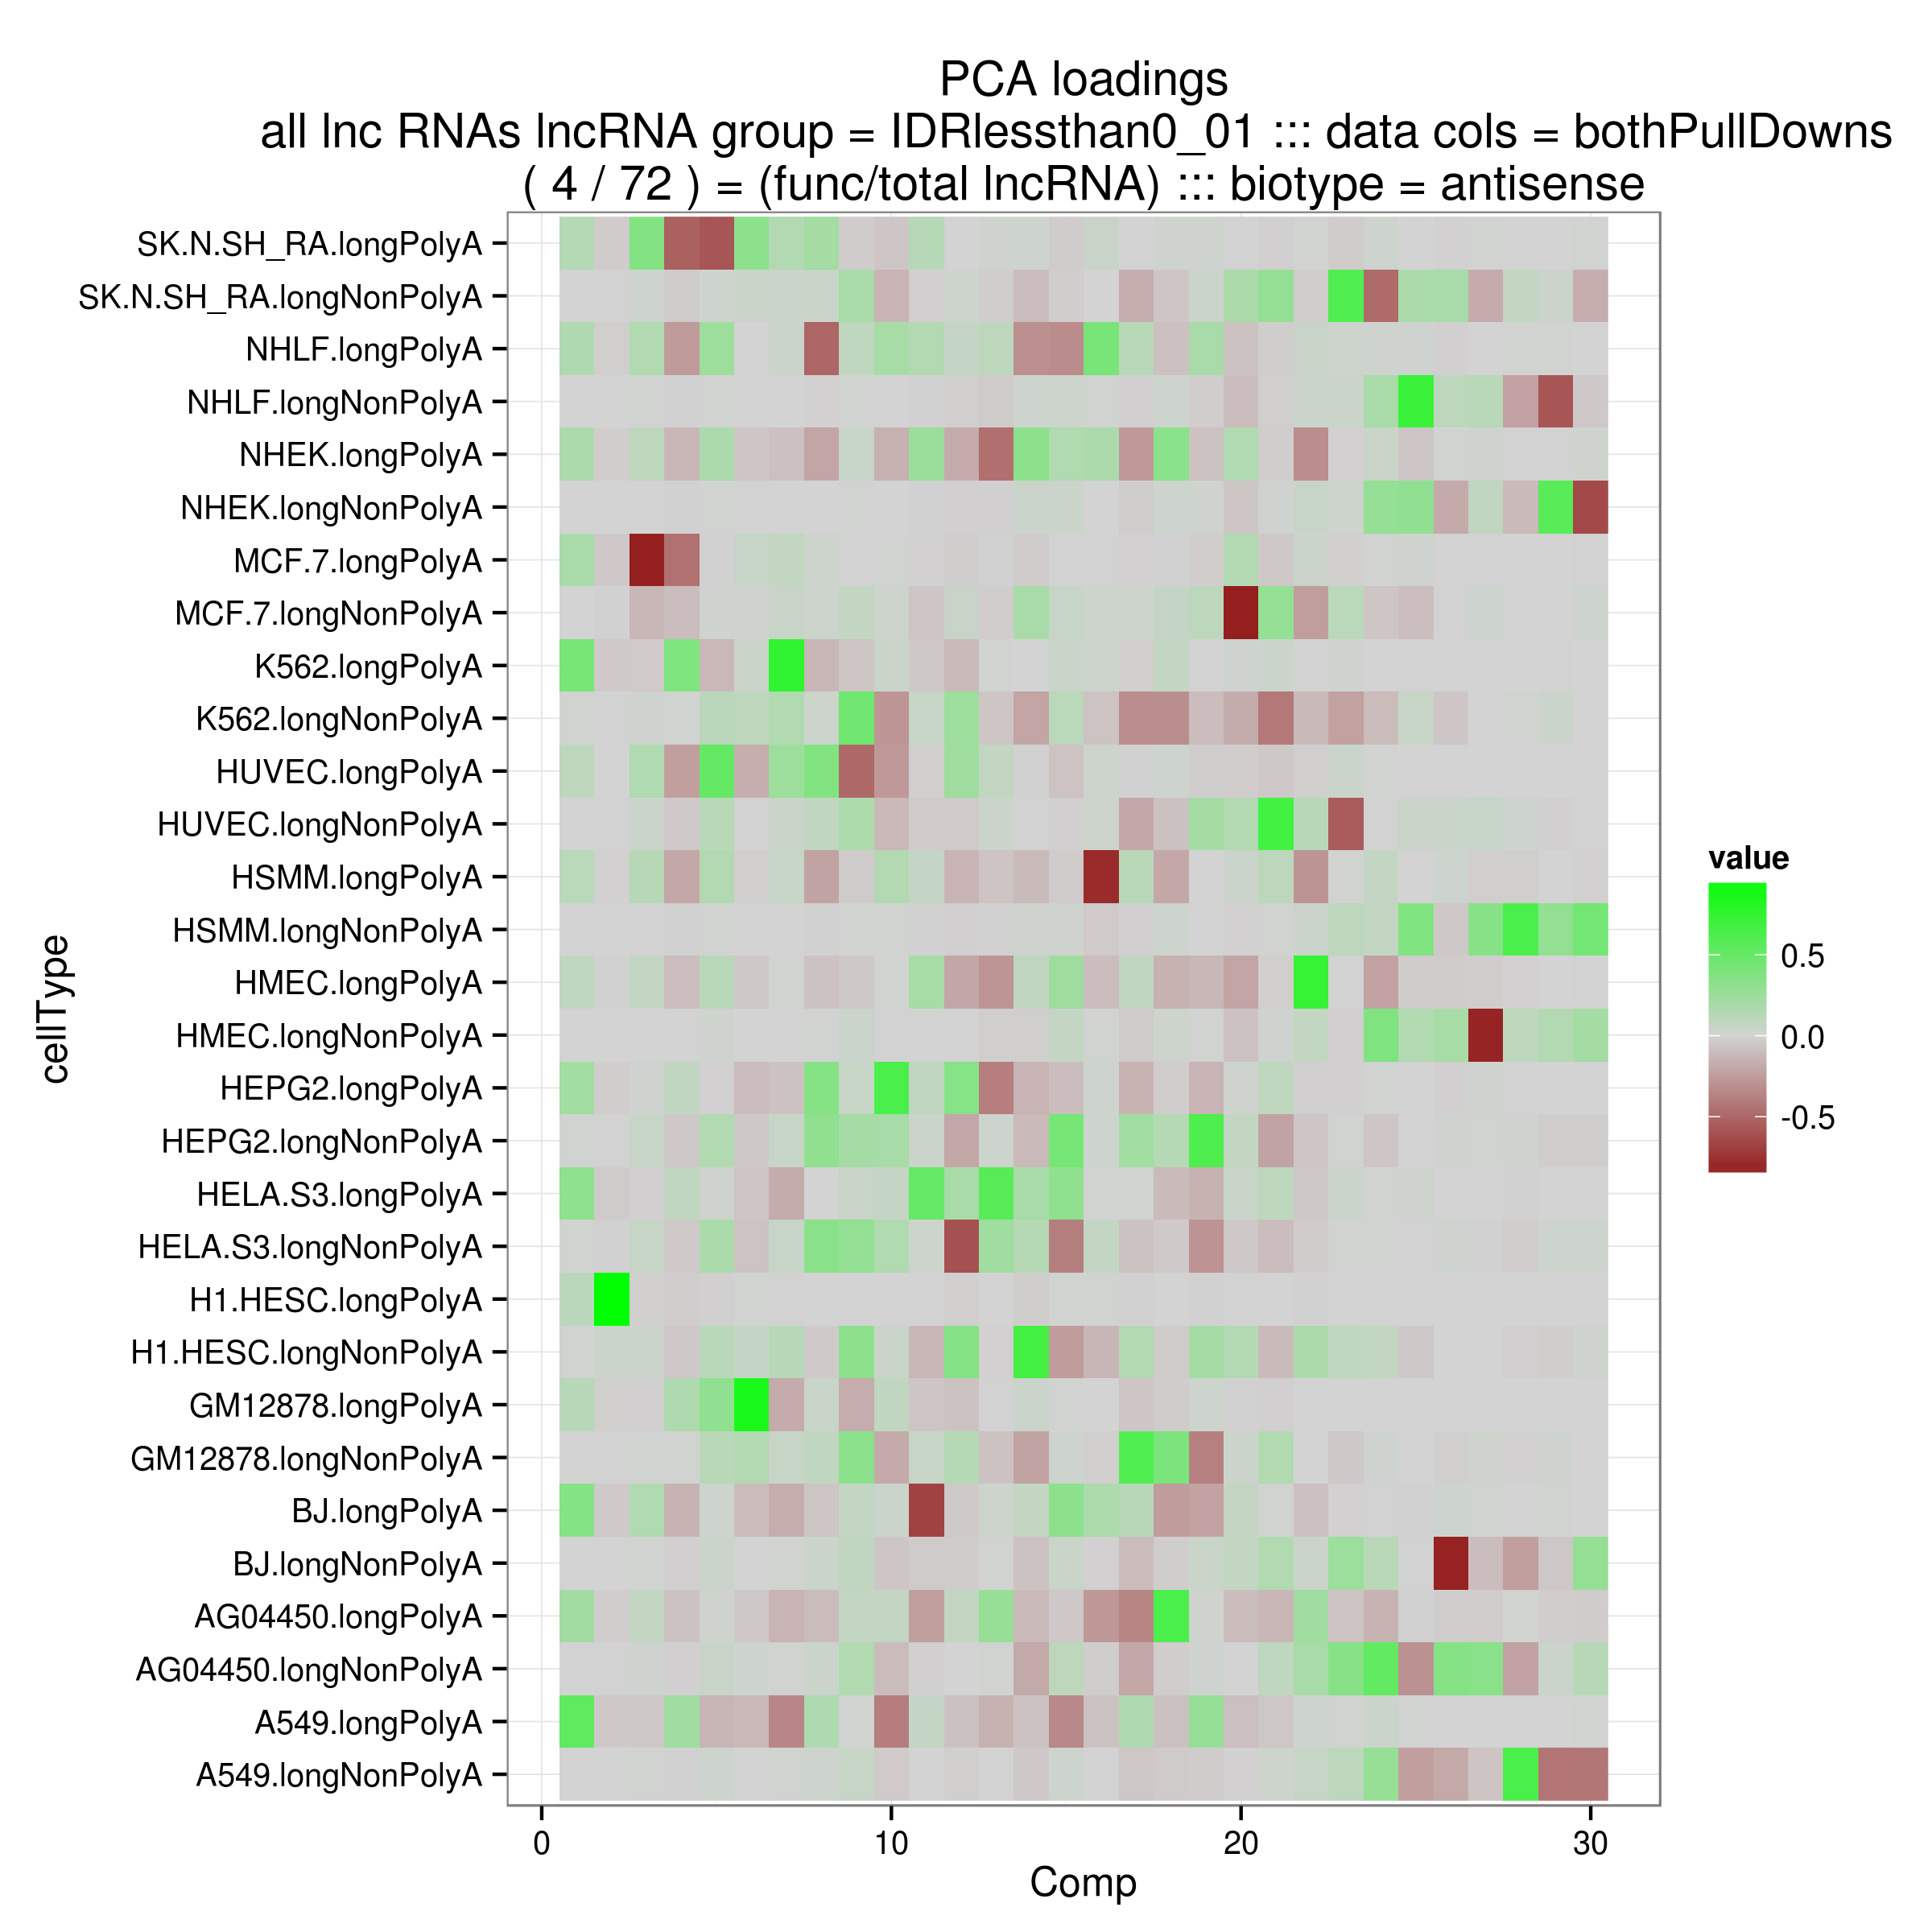 PCA loadings
all lnc RNAs lncRNA group = IDRlessthan0_01 ::: data cols = bothPullDowns
( 4 / 72 ) = (func/total lncRNA) ::: biotype = antisense
SK.N.SH_RA.longPolyA
SK.N.SH_RA.longNonPolyA
NHLF.longPolyA
NHLF.longNonPolyA
NHEK.longPolyA
NHEK.longNonPolyA
MCF.7.longPolyA
MCF.7.longNonPolyA
K562.longPolyA
K562.longNonPolyA
HUVEC.longPolyA
HUVEC.longNonPolyA
HSMM.longPolyA
HSMM.longNonPolyA
HMEC.longPolyA
HMEC.longNonPolyA
HEPG2.longPolyA
HEPG2.longNonPolyA
HELA.S3.longPolyA
HELA.S3.longNonPolyA
H1.HESC.longPolyA
H1.HESC.longNonPolyA
GM12878.longPolyA
GM12878.longNonPolyA
BJ.longPolyA
BJ.longNonPolyA
AG04450.longPolyA
AG04450.longNonPolyA
A549.longPolyA
A549.longNonPolyA
cellType
0 10 20 30
Comp
value
0.5
0.0
-0.5